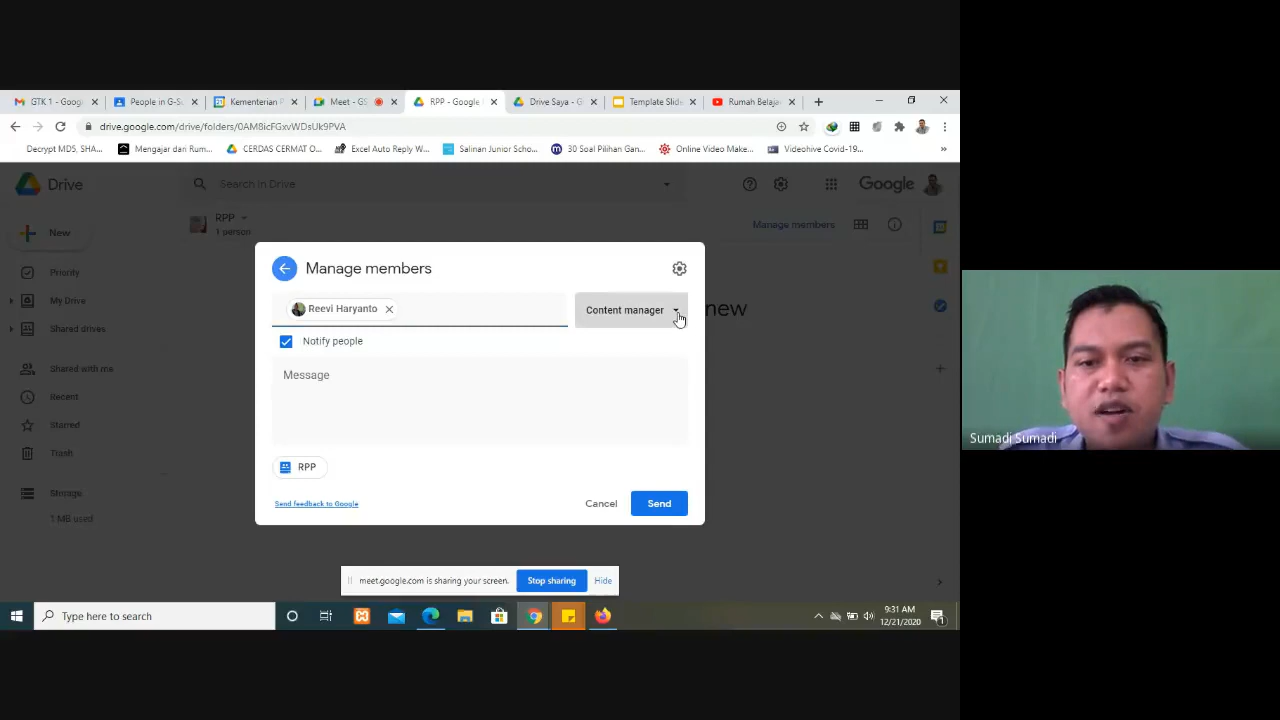 GTK 1 - Goog
People in G-Su
Kementerian P
Meet - GS
RPP - Google
Drive Saya - G
Template Slide
Rumah Belaja
drive.google.com/drive/folders/0AM8icFGxvWDsUk9PVA
Decrypt MD5, SHA...
Mengajar dari Rum...
CERDAS CERMAT O...
Excel Auto Reply W...
Salinan Junior Scho...
30 Soal Pilihan Gan...
Online Video Make...
Videohive Covid-19...
Drive
Search in Drive
Google
New
RPP
1 person
Manage members
Priority
My Drive
Shared drives
Shared with me
Recent
Starred
Trash
Storage
1 MB used
Manage members
Reevi Haryanto
Content manager
new
Notify people
Message
RPP
Send feedback to Google
Cancel
Send
meet.google.com is sharing your screen.
Stop sharing
Hide
Type here to search
9:31 AM
12/21/2020
Sumadi Sumadi